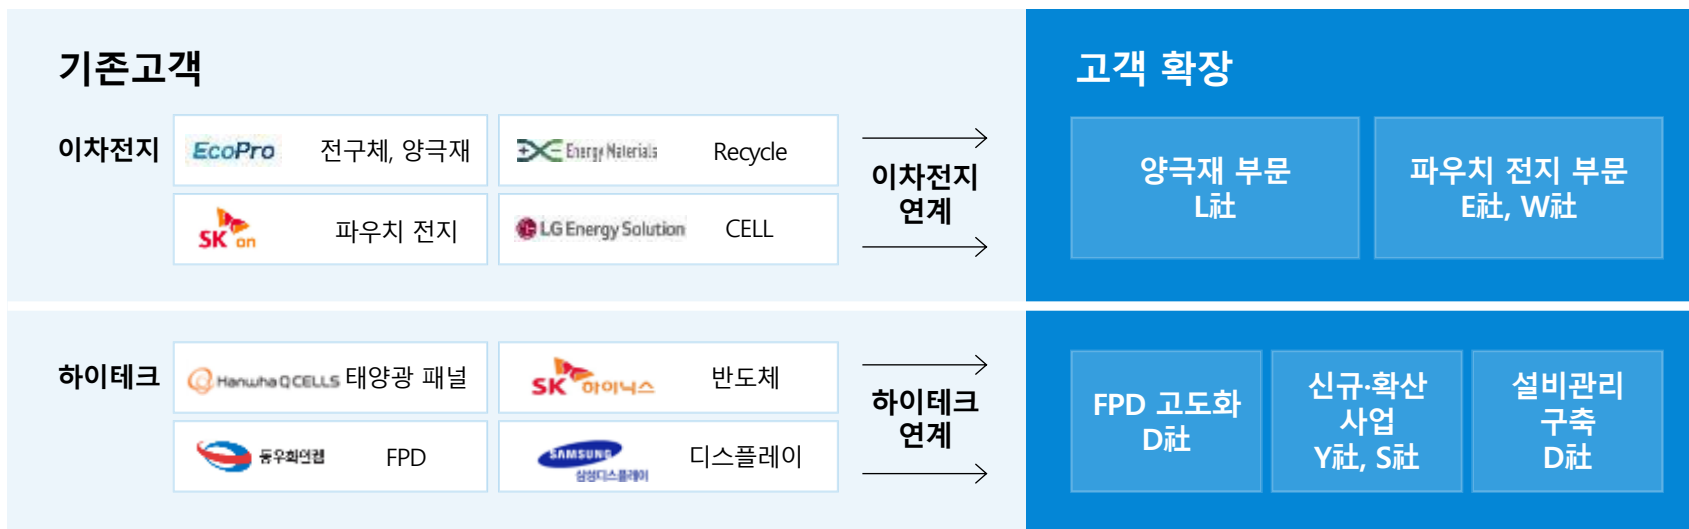 기존고객
고객 확장
이차전지
EcoPro 전구체, 양극재
Energy Materials Recycle
SK on 파우치 전지
LG Energy Solution CELL
이차전지
연계
양극재 부문
L社
파우치 전지 부문
E社, W社
하이테크
Hanwha Q CELLS 태양광 패널
SK 하이닉스 반도체
동우화인켐 FPD
SAMSUNG
삼성디스플레이
디스플레이
하이테크
연계
FPD 고도화
D社
신규·확산
사업
Y社, S社
설비관리
구축
D社